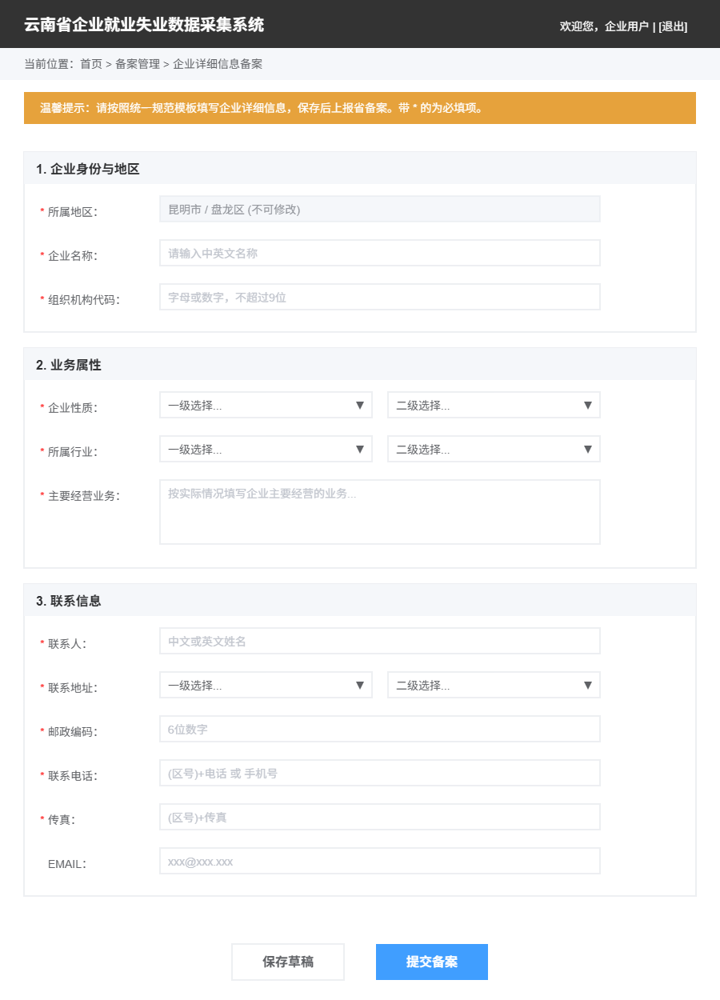 云南省企业就业失业数据采集系统
欢迎您，企业用户 | [退出]
当前位置：首页 > 备案管理 > 企业详细信息备案
温馨提示：请按照统一规范模板填写企业详细信息，保存后上报省备案。带 * 的为必填项。
1. 企业身份与地区
* 所属地区： 昆明市 / 盘龙区 (不可修改)
* 企业名称： 请输入中英文名称
* 组织机构代码： 字母或数字，不超过9位
2. 业务属性
* 企业性质： 一级选择... ▼ 二级选择... ▼
* 所属行业： 一级选择... ▼ 二级选择... ▼
* 主要经营业务： 按实际情况填写企业主要经营的业务...
3. 联系信息
* 联系人： 中文或英文姓名
* 联系地址： 一级选择... ▼ 二级选择... ▼
* 邮政编码： 6位数字
* 联系电话： (区号)+电话 或 手机号
* 传真： (区号)+传真
EMAIL： xxx@xxx.xxx
保存草稿 提交备案